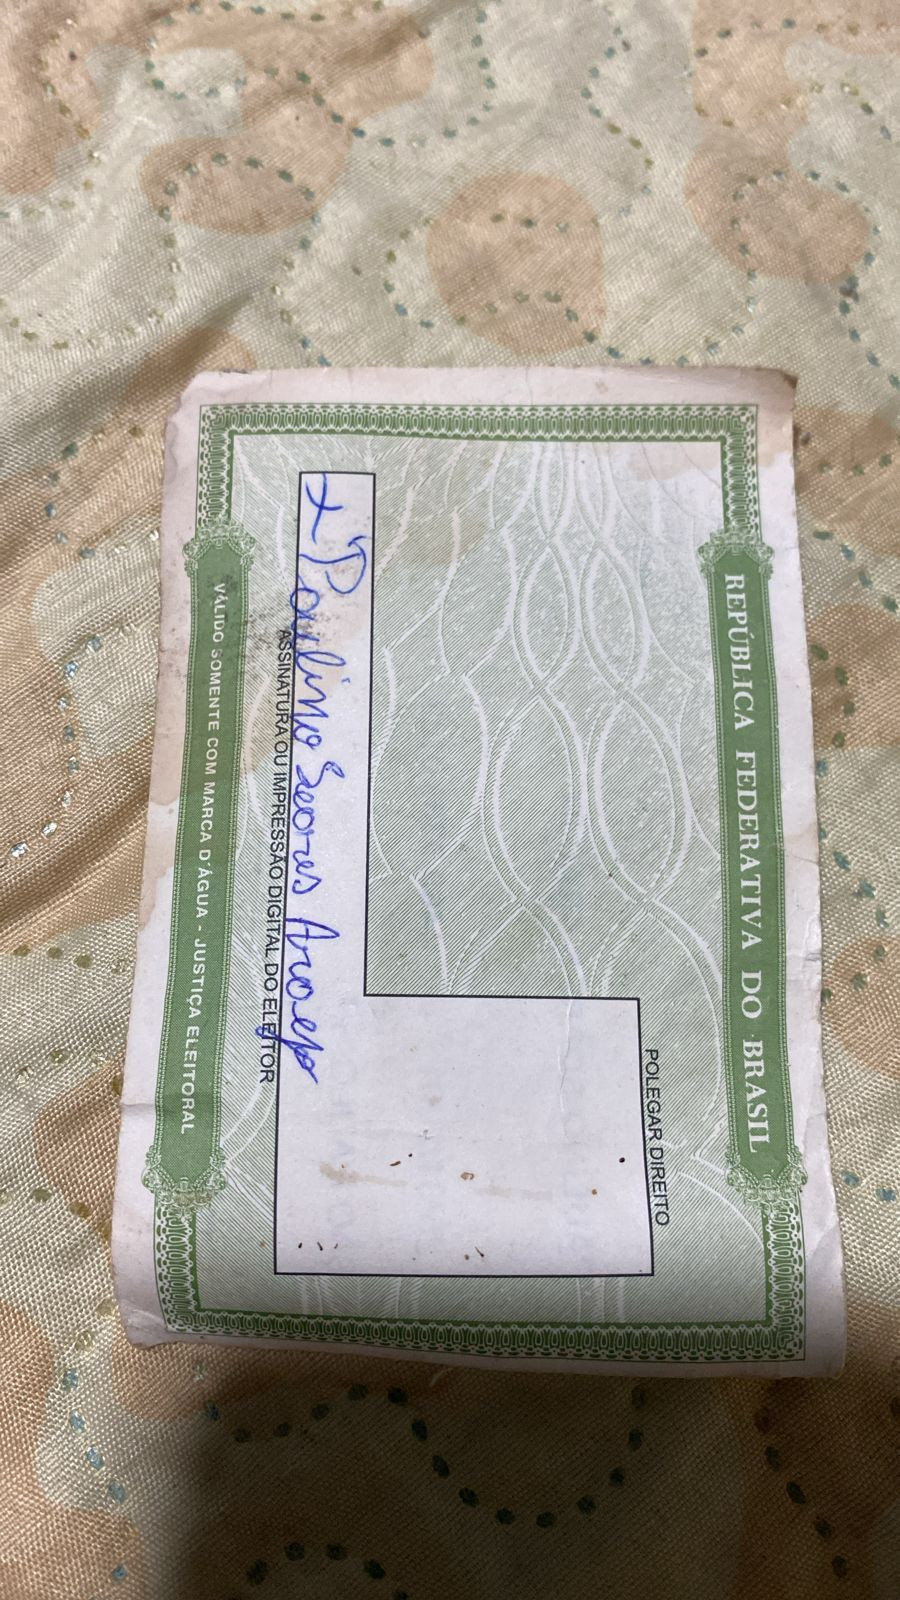 REPÚBLICA FEDERATIVA DO BRASIL
POLEGAR DIREITO
Paulino Soares
ASSINATURA OU IMPRESSÃO DIGITAL DO ELEITOR
VÁLIDO SOMENTE COM MARCA D'ÁGUA - JUSTIÇA ELEITORAL